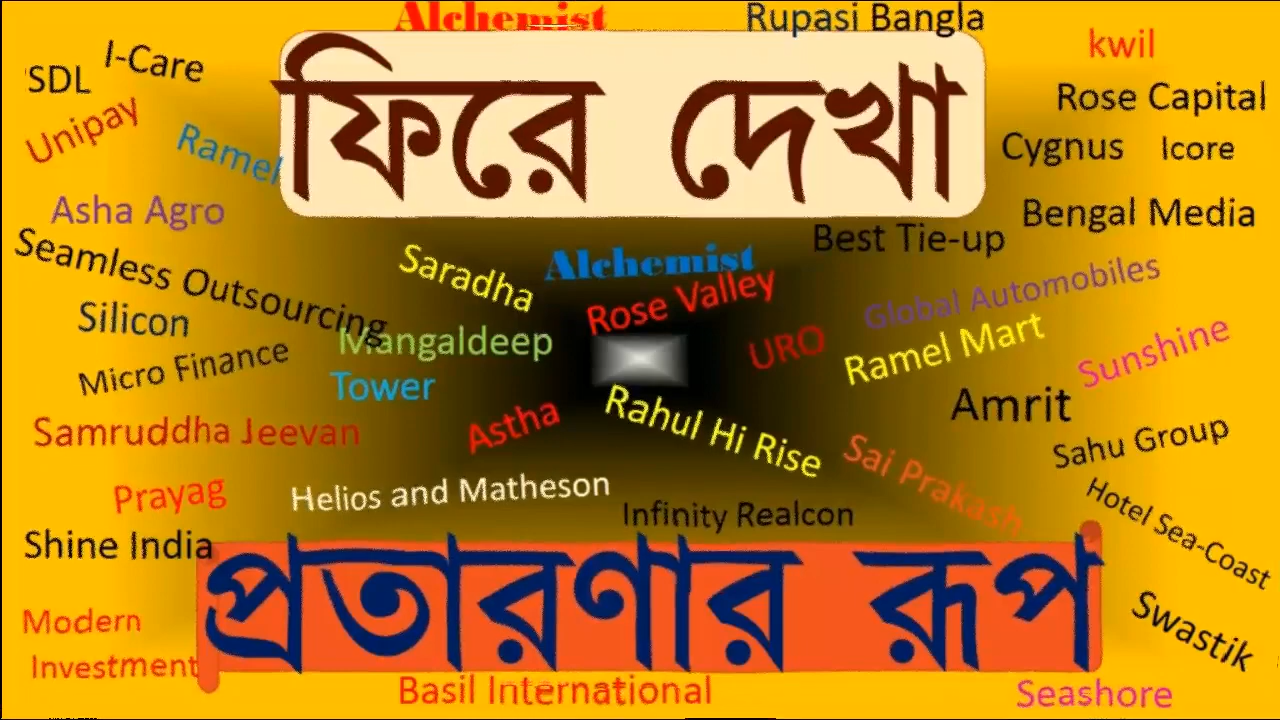 Alchemist
Rupasi Bangla
kwil
I-Care
SDL
Unipay
Ramel
ফিরে দেখা
Rose Capital
Cygnus
Icore
Asha Agro
Bengal Media
Seamless Outsourcing
Saradha
Alchemist
Best Tie-up
Rose Valley
Global Automobiles
Silicon
Mangaldeep
URO
Ramel Mart
Sunshine
Micro Finance
Tower
Astha
Rahul Hi Rise
Amrit
Samruddha Jeevan
Sai Prakash
Sahu Group
Prayag
Helios and Matheson
Infinity Realcon
Hotel Sea-Coast
Shine India
প্রতারণার রূপ
Swastik
Modern
Investment
Basil International
Seashore